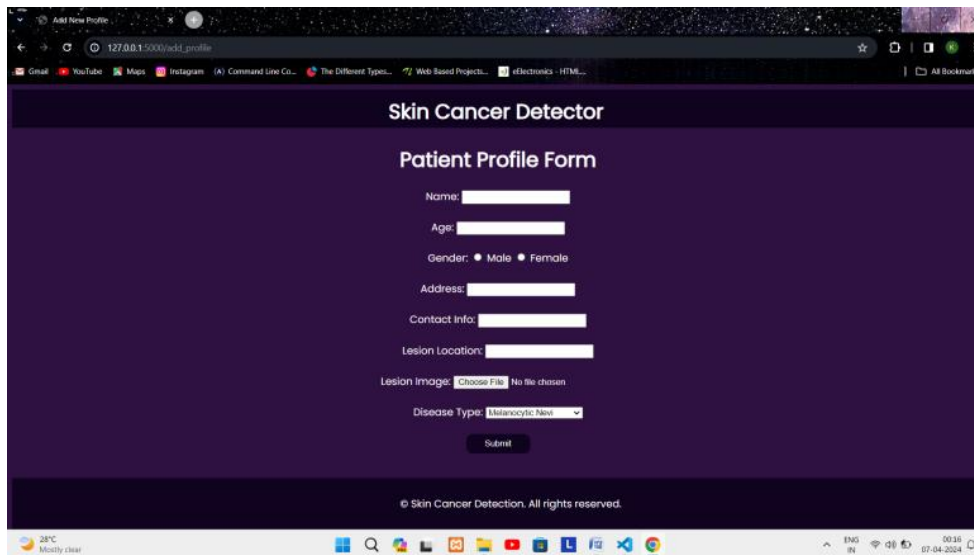 Add New Profile
127.0.0.1:5000/add_profile
Gmail YouTube Maps Instagram (A) Command Line Co... The Different Types... Web Based Projects... eElectronics - HTML... All Bookmar
Skin Cancer Detector
Patient Profile Form
Name:
Age:
Gender: Male Female
Address:
Contact Info:
Lesion Location:
Lesion Image: Choose File No file chosen
Disease Type: Melanocytic Nevi
Submit
© Skin Cancer Detection. All rights reserved.
28°C
Mostly clear
ENG
IN
00:16
07-04-2024